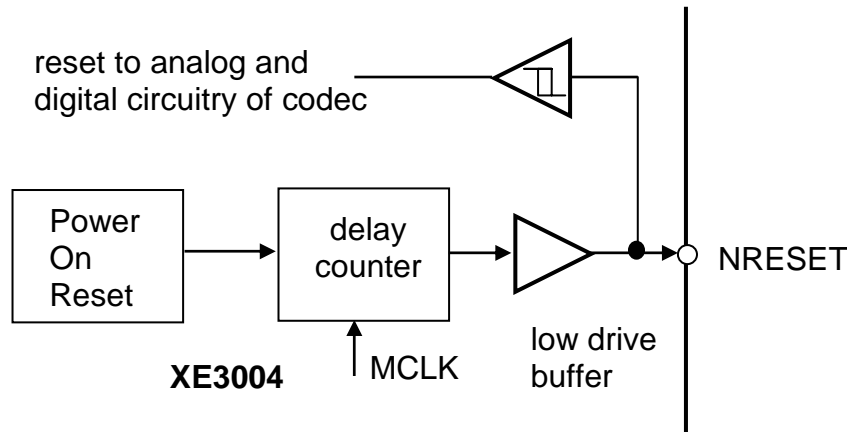 reset to analog and
digital circuitry of codec
Power
On
Reset
delay
counter
NRESET
low drive
buffer
MCLK
XE3004